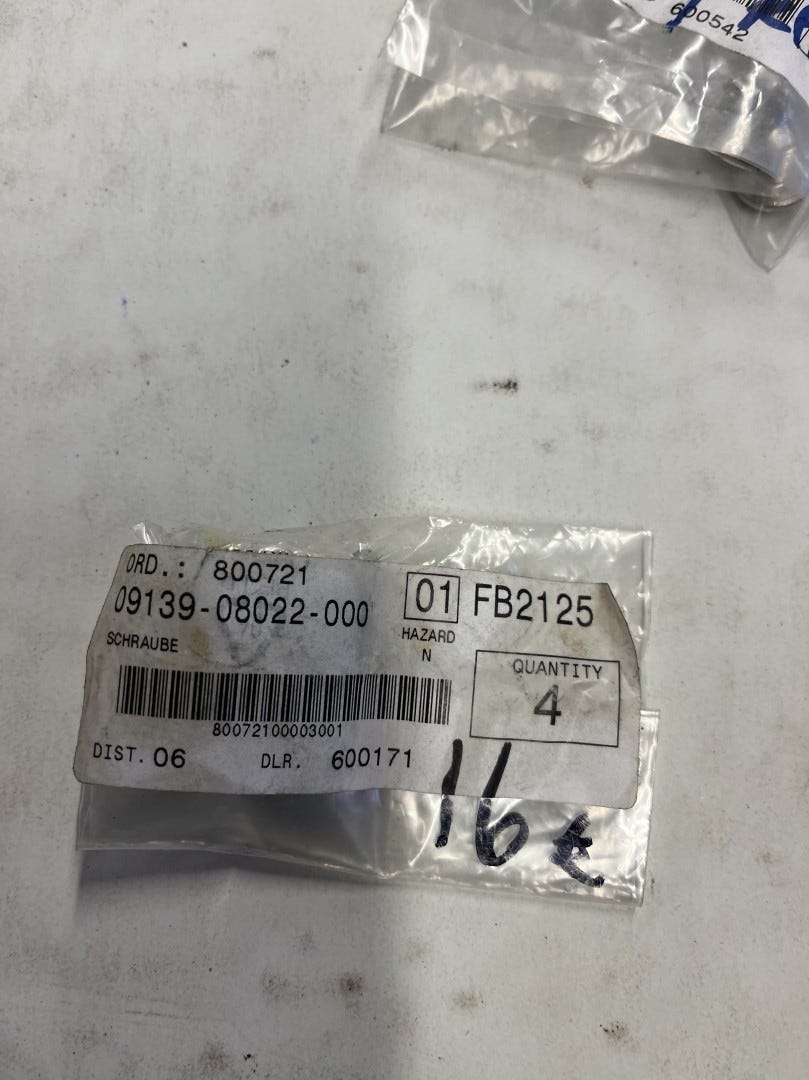 600542
ORD.: 800721
09139-08022-000 01 FB2125
SCHRAUBE HAZARD
N
QUANTITY
4
80072100003001
DIST. 06 DLR. 600171
16 €